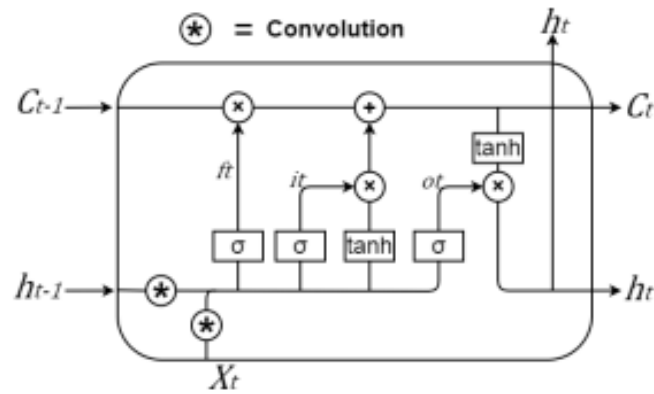 * = Convolution
ht
Ct-1 × + Ct
tanh
ft it × ot ×
σ σ tanh σ
ht-1 * ht
*
Xt